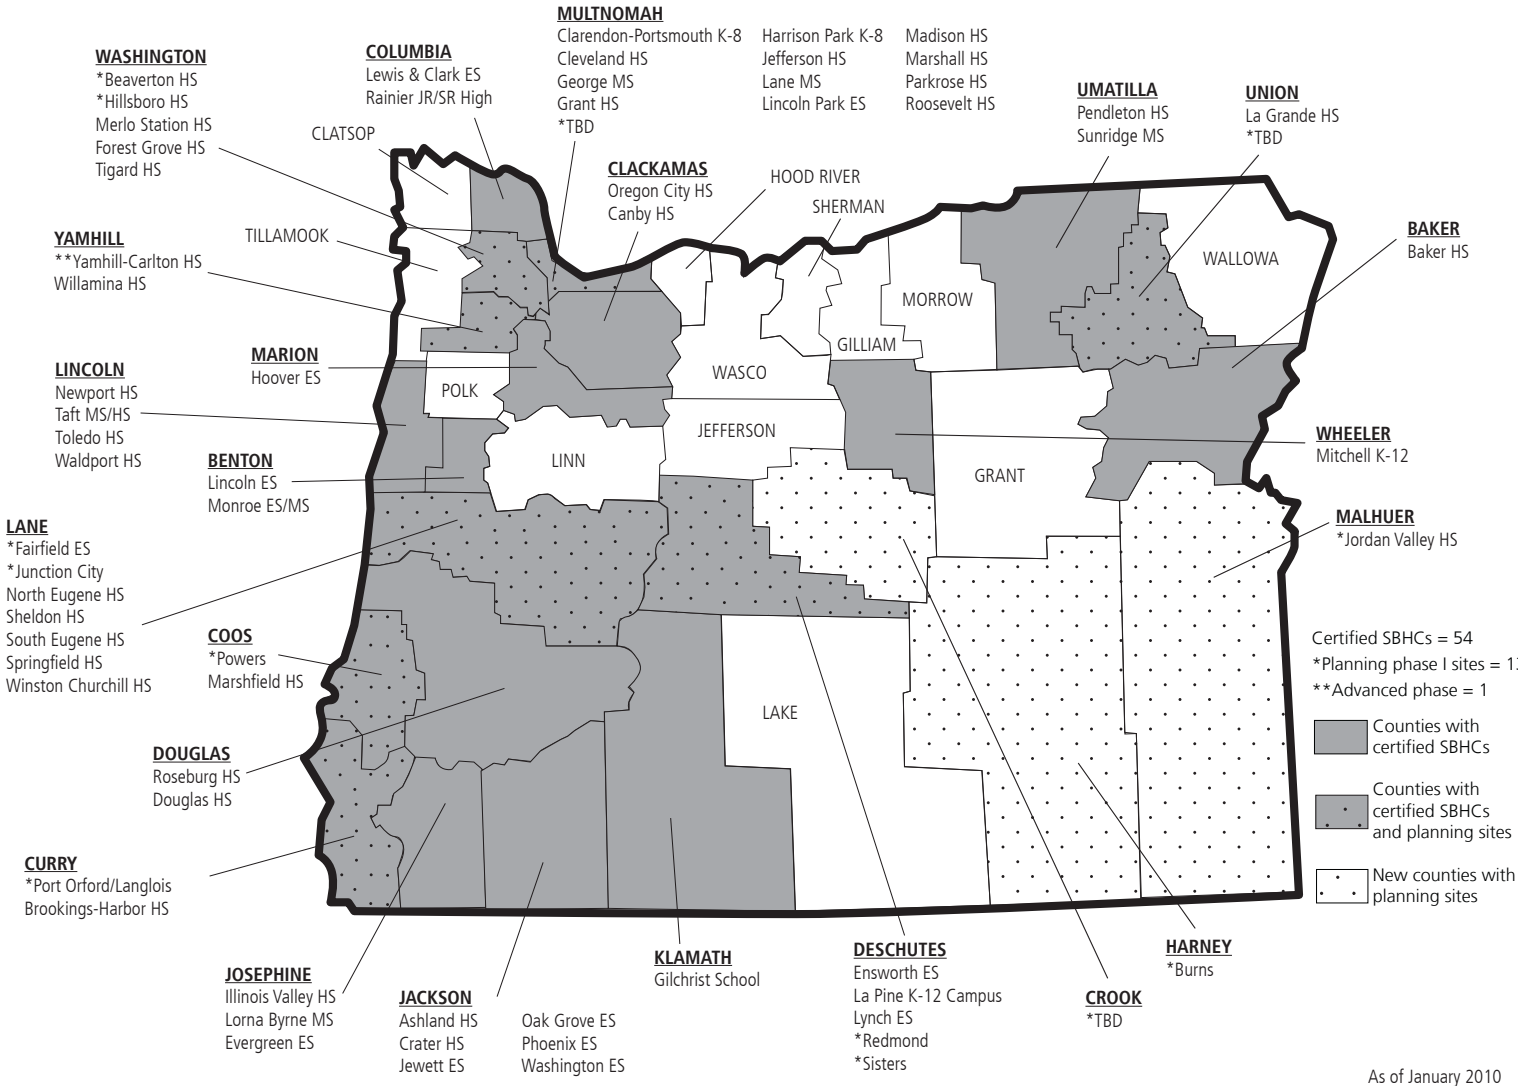 MULTNOMAH
Clarendon-Portsmouth K-8
Cleveland HS
George MS
Grant HS
*TBD
Harrison Park K-8
Jefferson HS
Lane MS
Lincoln Park ES
Madison HS
Marshall HS
Parkrose HS
Roosevelt HS
WASHINGTON
*Beaverton HS
*Hillsboro HS
Merlo Station HS
Forest Grove HS
Tigard HS
COLUMBIA
Lewis & Clark ES
Rainier JR/SR High
UMATILLA
Pendleton HS
Sunridge MS
UNION
La Grande HS
*TBD
CLATSOP
CLACKAMAS
Oregon City HS
Canby HS
HOOD RIVER
SHERMAN
YAMHILL
**Yamhill-Carlton HS
Willamina HS
TILLAMOOK
BAKER
Baker HS
WALLOWA
MORROW
GILLIAM
MARION
Hoover ES
LINCOLN
Newport HS
Taft MS/HS
Toledo HS
Waldport HS
POLK
WASCO
JEFFERSON
WHEELER
Mitchell K-12
BENTON
Lincoln ES
Monroe ES/MS
LINN
GRANT
LANE
*Fairfield ES
*Junction City
North Eugene HS
Sheldon HS
South Eugene HS
Springfield HS
Winston Churchill HS
MALHUER
*Jordan Valley HS
COOS
*Powers
Marshfield HS
Certified SBHCs = 54
*Planning phase I sites =
**Advanced phase = 1
Counties with
certified SBHCs
Counties with
certified SBHCs
and planning sites
New counties with
planning sites
LAKE
DOUGLAS
Roseburg HS
Douglas HS
CURRY
*Port Orford/Langlois
Brookings-Harbor HS
JOSEPHINE
Illinois Valley HS
Lorna Byrne MS
Evergreen ES
JACKSON
Ashland HS
Crater HS
Jewett ES
Oak Grove ES
Phoenix ES
Washington ES
KLAMATH
Gilchrist School
DESCHUTES
Ensworth ES
La Pine K-12 Campus
Lynch ES
*Redmond
*Sisters
CROOK
*TBD
HARNEY
*Burns
As of January 2010